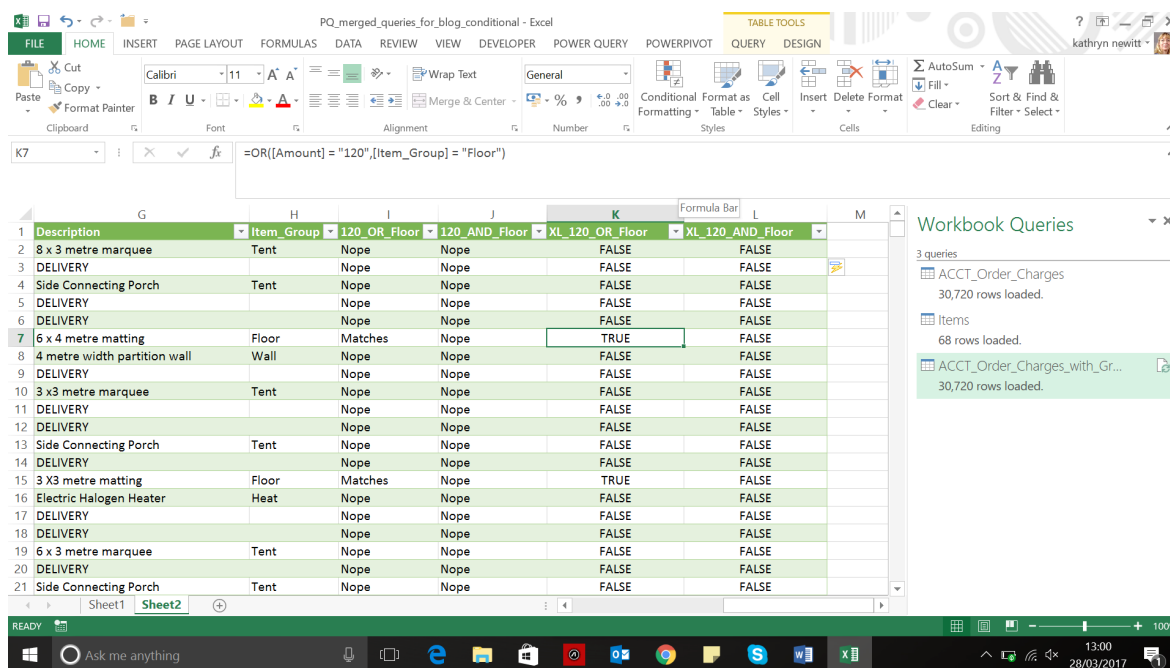 PQ_merged_queries_for_blog_conditional - Excel
TABLE TOOLS
?
FILE HOME INSERT PAGE LAYOUT FORMULAS DATA REVIEW VIEW DEVELOPER POWER QUERY POWERPIVOT QUERY DESIGN kathryn newitt
Paste Cut Copy Format Painter
Clipboard
Calibri 11 A A
B I U A
Font
Wrap Text
Merge & Center
Alignment
General
% , .0 .00 .00 .0
Number
Conditional Formatting Format as Table Cell Styles
Styles
Insert Delete Format
Cells
AutoSum Fill Clear Sort & Filter Find & Select
Editing
K7 fx =OR([Amount] = "120",[Item_Group] = "Floor")
Formula Bar
G H I J K L M
1 Description Item_Group 120_OR_Floor 120_AND_Floor XL_120_OR_Floor XL_120_AND_Floor
2 8 x 3 metre marquee Tent Nope Nope FALSE FALSE
3 DELIVERY Nope Nope FALSE FALSE
4 Side Connecting Porch Tent Nope Nope FALSE FALSE
5 DELIVERY Nope Nope FALSE FALSE
6 DELIVERY Nope Nope FALSE FALSE
7 6 x 4 metre matting Floor Matches Nope TRUE FALSE
8 4 metre width partition wall Wall Nope Nope FALSE FALSE
9 DELIVERY Nope Nope FALSE FALSE
10 3 x3 metre marquee Tent Nope Nope FALSE FALSE
11 DELIVERY Nope Nope FALSE FALSE
12 DELIVERY Nope Nope FALSE FALSE
13 Side Connecting Porch Tent Nope Nope FALSE FALSE
14 DELIVERY Nope Nope FALSE FALSE
15 3 X3 metre matting Floor Matches Nope TRUE FALSE
16 Electric Halogen Heater Heat Nope Nope FALSE FALSE
17 DELIVERY Nope Nope FALSE FALSE
18 DELIVERY Nope Nope FALSE FALSE
19 6 x 3 metre marquee Tent Nope Nope FALSE FALSE
20 DELIVERY Nope Nope FALSE FALSE
21 Side Connecting Porch Tent Nope Nope FALSE FALSE
Workbook Queries
3 queries
ACCT_Order_Charges
30,720 rows loaded.
Items
68 rows loaded.
ACCT_Order_Charges_with_Gr...
30,720 rows loaded.
Sheet1 Sheet2
READY
100%
Ask me anything
13:00
28/03/2017